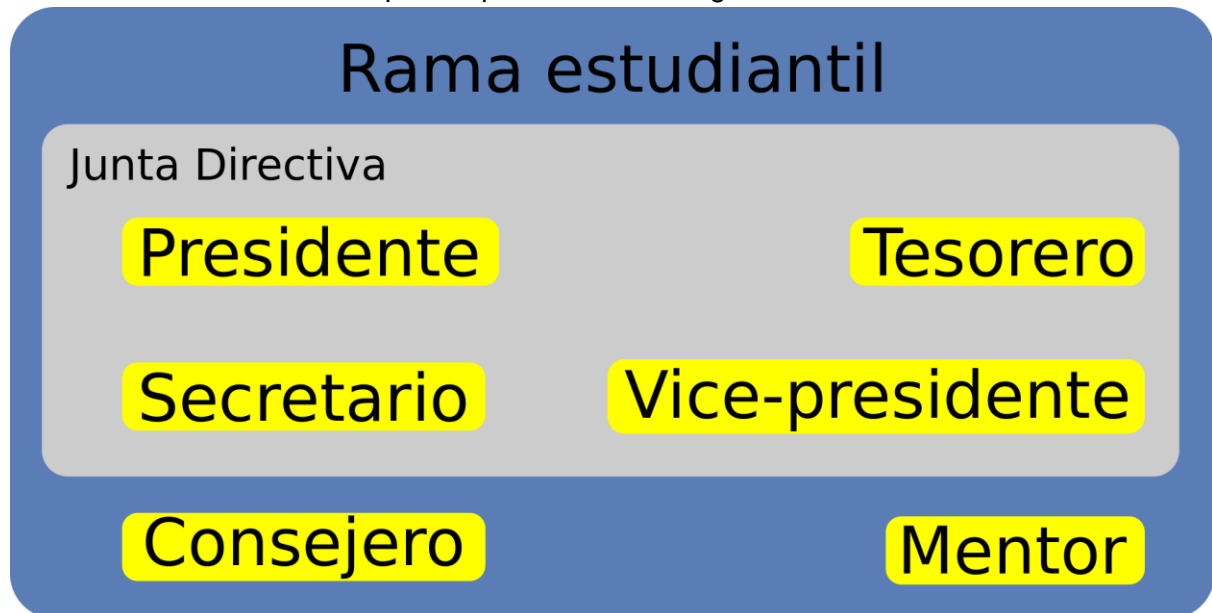 Rama estudiantil
Junta Directiva
Presidente
Tesorero
Secretario
Vice-presidente
Consejero
Mentor